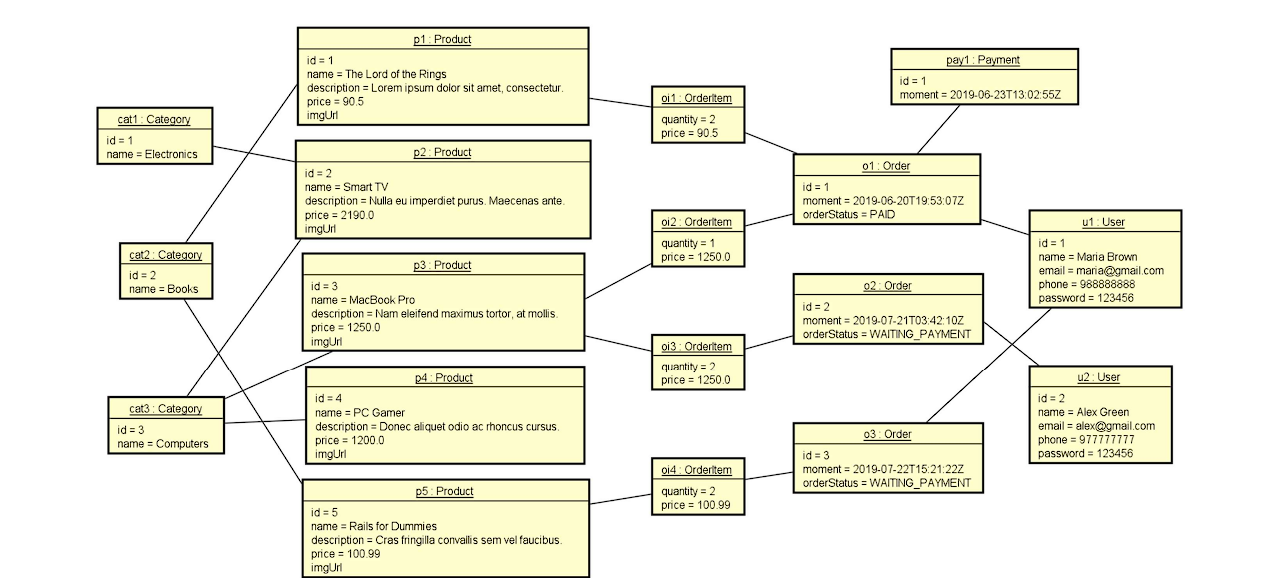 p1 : Product
id = 1
name = The Lord of the Rings
description = Lorem ipsum dolor sit amet, consectetur.
price = 90.5
imgUrl
pay1 : Payment
id = 1
moment = 2019-06-23T13:02:55Z
oi1 : OrderItem
quantity = 2
price = 90.5
cat1 : Category
id = 1
name = Electronics
p2 : Product
id = 2
name = Smart TV
description = Nulla eu imperdiet purus. Maecenas ante.
price = 2190.0
imgUrl
o1 : Order
id = 1
moment = 2019-06-20T19:53:07Z
orderStatus = PAID
oi2 : OrderItem
quantity = 1
price = 1250.0
u1 : User
id = 1
name = Maria Brown
email = maria@gmail.com
phone = 988888888
password = 123456
cat2 : Category
id = 2
name = Books
p3 : Product
id = 3
name = MacBook Pro
description = Nam eleifend maximus tortor, at mollis.
price = 1250.0
imgUrl
o2 : Order
id = 2
moment = 2019-07-21T03:42:10Z
orderStatus = WAITING_PAYMENT
oi3 : OrderItem
quantity = 2
price = 1250.0
p4 : Product
id = 4
name = PC Gamer
description = Donec aliquet odio ac rhoncus cursus.
price = 1200.0
imgUrl
u2 : User
id = 2
name = Alex Green
email = alex@gmail.com
phone = 977777777
password = 123456
cat3 : Category
id = 3
name = Computers
o3 : Order
id = 3
moment = 2019-07-22T15:21:22Z
orderStatus = WAITING_PAYMENT
oi4 : OrderItem
quantity = 2
price = 100.99
p5 : Product
id = 5
name = Rails for Dummies
description = Cras fringilla convallis sem vel faucibus.
price = 100.99
imgUrl